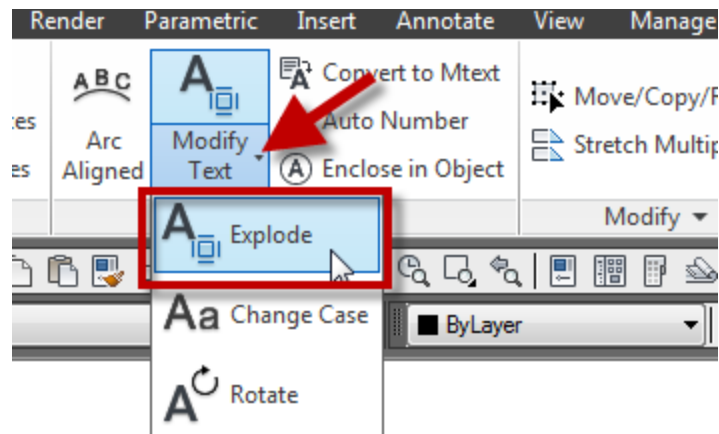 Render Parametric Insert Annotate View Manage
ABC A Convert to Mtext Move/Copy/R
Arc Aligned Modify Text Auto Number Stretch Multip
A Enclose in Object
Modify
A Explode
Aa Change Case ByLayer
A Rotate